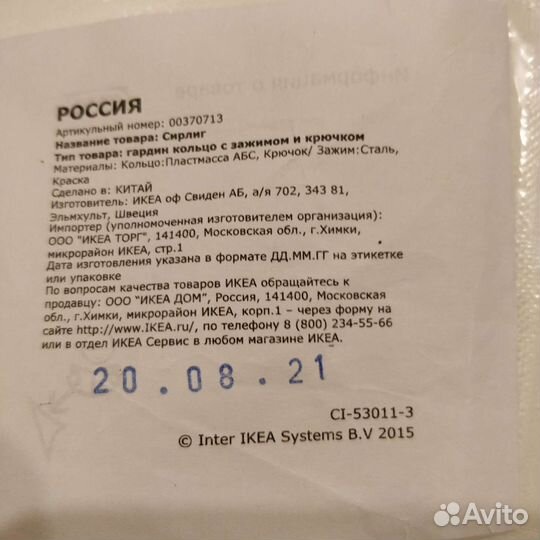 РОССИЯ
Артикульный номер: 00370713
Название товара: Сирлиг
Тип товара: гардин кольцо с зажимом и крючком
Материалы: Кольцо:Пластмасса АБС, Крючок/ Зажим:Сталь,
Краска
Сделано в: КИТАЙ
Изготовитель: ИКЕА оф Свиден АБ, а/я 702, 343 81,
Эльмхульт, Швеция
Импортер (уполномоченная изготовителем организация):
ООО "ИКЕА ТОРГ", 141400, Московская обл., г.Химки,
микрорайон ИКЕА, стр.1
Дата изготовления указана в формате ДД.ММ.ГГ на этикетке
или упаковке
По вопросам качества товаров ИКЕА обращайтесь к
продавцу: ООО "ИКЕА ДОМ", Россия, 141400, Московская
обл., г.Химки, микрорайон ИКЕА, корп.1 – через форму на
сайте http://www.IKEA.ru/, по телефону 8 (800) 234-55-66
или в отдел ИКЕА Сервис в любом магазине ИКЕА.
20.08.21
CI-53011-3
© Inter IKEA Systems B.V 2015
Информация о товаре
Avito